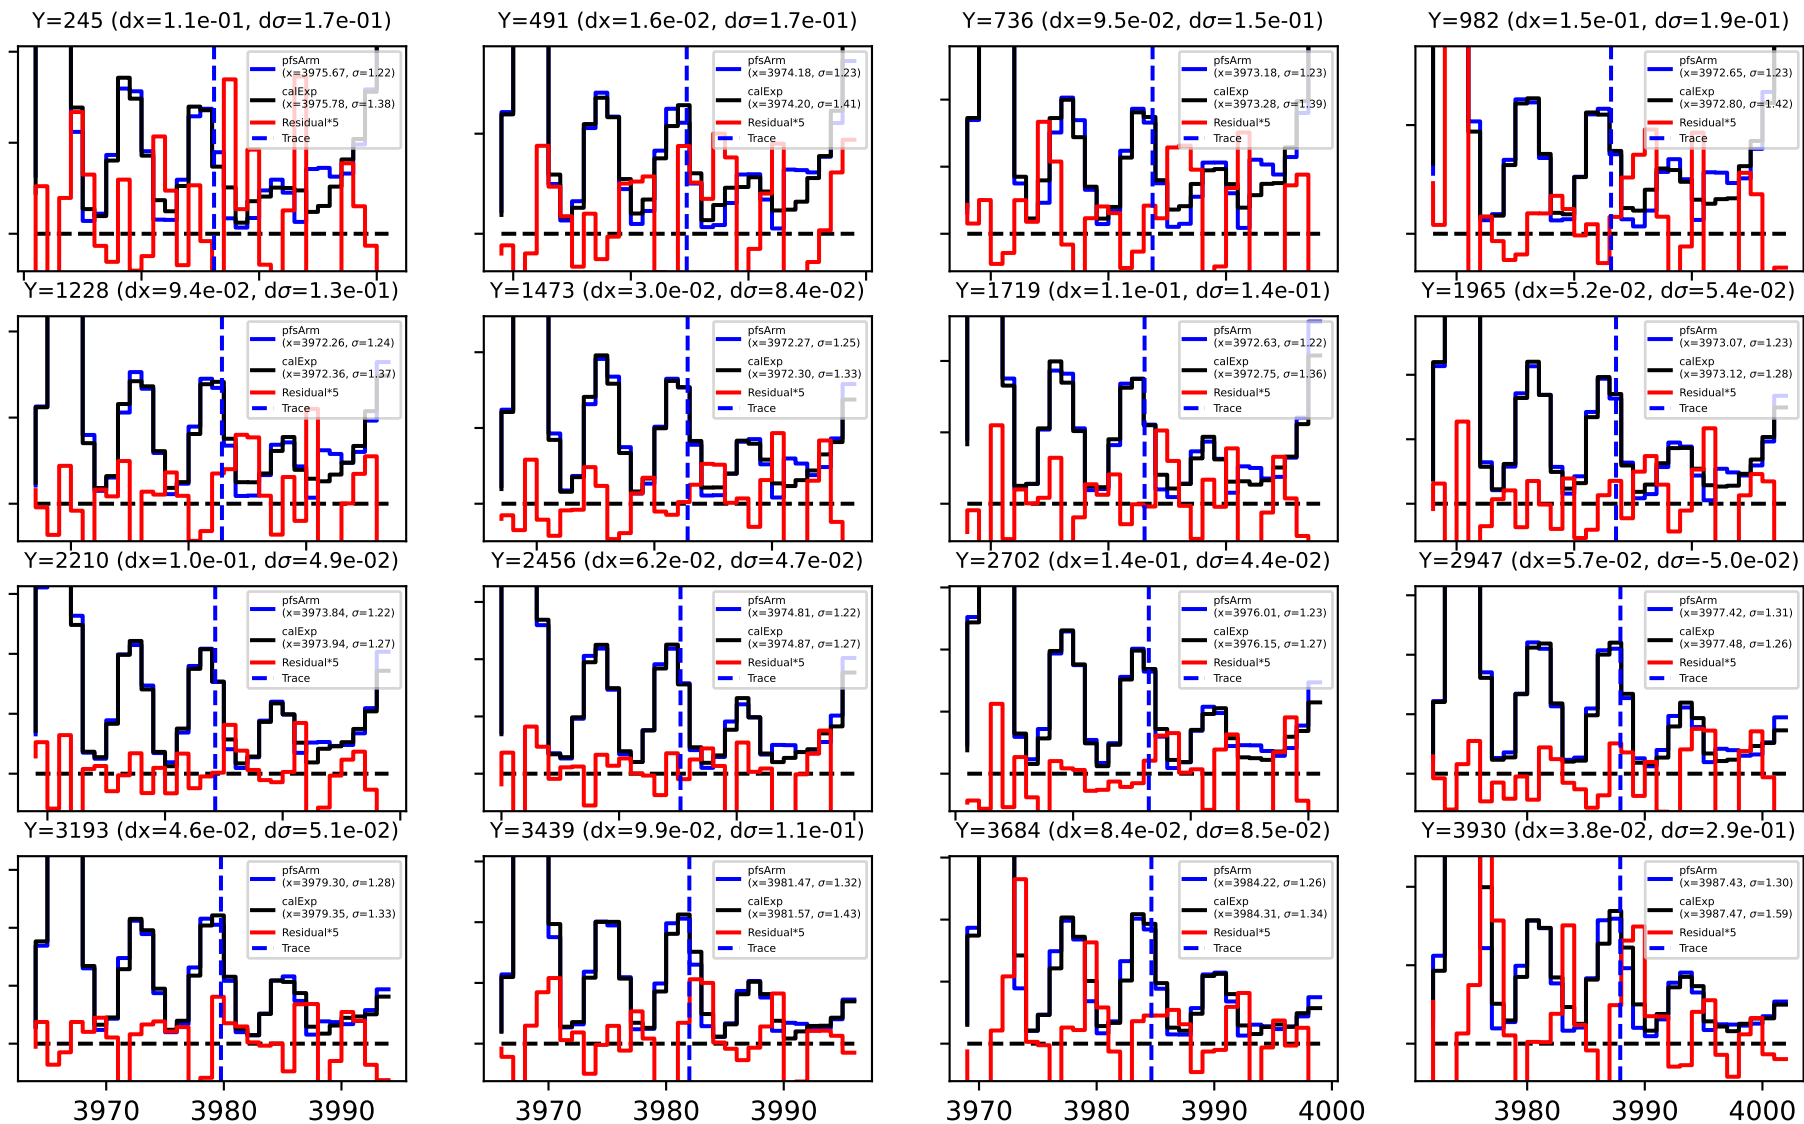 Y=245 (dx=1.1e-01, dσ=1.7e-01)
pfsArm
(x=3975.67, σ=1.22)
calExp
(x=3975.78, σ=1.38)
Residual*5
Trace
Y=491 (dx=1.6e-02, dσ=1.7e-01)
pfsArm
(x=3974.18, σ=1.23)
calExp
(x=3974.20, σ=1.41)
Residual*5
Trace
Y=736 (dx=9.5e-02, dσ=1.5e-01)
pfsArm
(x=3973.18, σ=1.23)
calExp
(x=3973.28, σ=1.39)
Residual*5
Trace
Y=982 (dx=1.5e-01, dσ=1.9e-01)
pfsArm
(x=3972.65, σ=1.23)
calExp
(x=3972.80, σ=1.42)
Residual*5
Trace
Y=1228 (dx=9.4e-02, dσ=1.3e-01)
pfsArm
(x=3972.26, σ=1.24)
calExp
(x=3972.36, σ=1.37)
Residual*5
Trace
Y=1473 (dx=3.0e-02, dσ=8.4e-02)
pfsArm
(x=3972.27, σ=1.25)
calExp
(x=3972.30, σ=1.33)
Residual*5
Trace
Y=1719 (dx=1.1e-01, dσ=1.4e-01)
pfsArm
(x=3972.63, σ=1.22)
calExp
(x=3972.75, σ=1.36)
Residual*5
Trace
Y=1965 (dx=5.2e-02, dσ=5.4e-02)
pfsArm
(x=3973.07, σ=1.23)
calExp
(x=3973.12, σ=1.28)
Residual*5
Trace
Y=2210 (dx=1.0e-01, dσ=4.9e-02)
pfsArm
(x=3973.84, σ=1.22)
calExp
(x=3973.94, σ=1.27)
Residual*5
Trace
Y=2456 (dx=6.2e-02, dσ=4.7e-02)
pfsArm
(x=3974.81, σ=1.22)
calExp
(x=3974.87, σ=1.27)
Residual*5
Trace
Y=2702 (dx=1.4e-01, dσ=4.4e-02)
pfsArm
(x=3976.01, σ=1.23)
calExp
(x=3976.15, σ=1.27)
Residual*5
Trace
Y=2947 (dx=5.7e-02, dσ=-5.0e-02)
pfsArm
(x=3977.42, σ=1.31)
calExp
(x=3977.48, σ=1.26)
Residual*5
Trace
Y=3193 (dx=4.6e-02, dσ=5.1e-02)
pfsArm
(x=3979.30, σ=1.28)
calExp
(x=3979.35, σ=1.33)
Residual*5
Trace
Y=3439 (dx=9.9e-02, dσ=1.1e-01)
pfsArm
(x=3981.47, σ=1.32)
calExp
(x=3981.57, σ=1.43)
Residual*5
Trace
Y=3684 (dx=8.4e-02, dσ=8.5e-02)
pfsArm
(x=3984.22, σ=1.26)
calExp
(x=3984.31, σ=1.34)
Residual*5
Trace
Y=3930 (dx=3.8e-02, dσ=2.9e-01)
pfsArm
(x=3987.43, σ=1.30)
calExp
(x=3987.47, σ=1.59)
Residual*5
Trace
3970 3980 3990
3970 3980 3990
3970 3980 3990 4000
3980 3990 4000